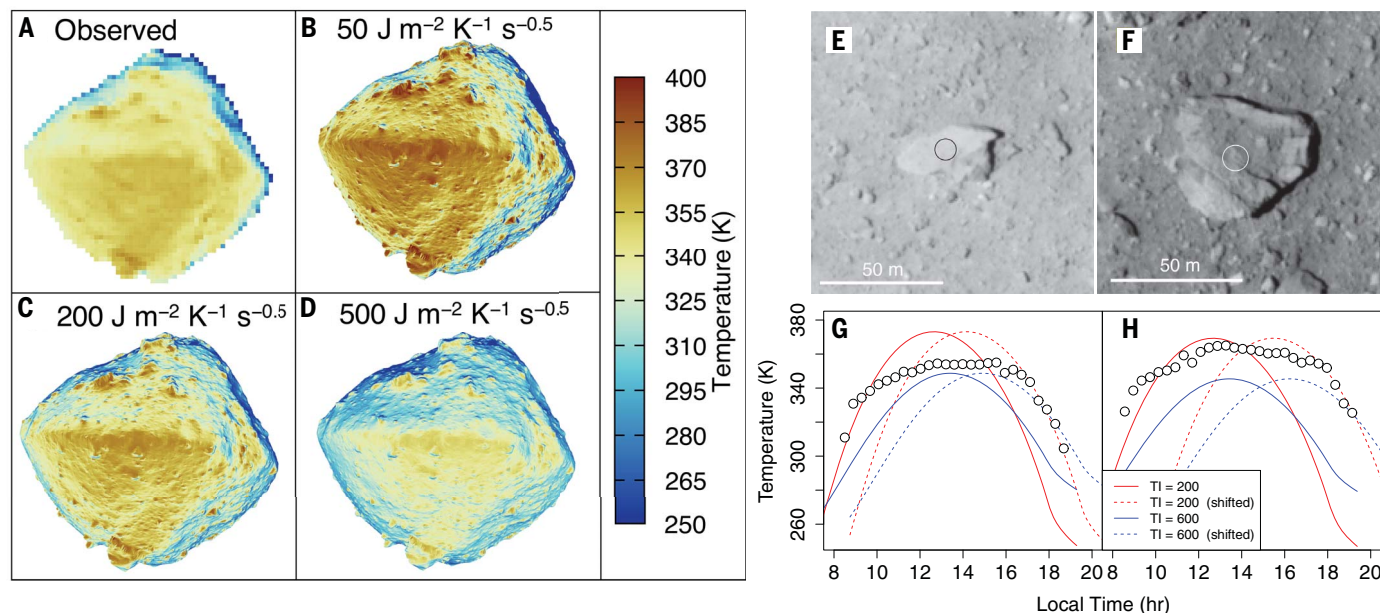 A Observed
B 50 J m⁻² K⁻¹ s⁻⁰·⁵
C 200 J m⁻² K⁻¹ s⁻⁰·⁵
D 500 J m⁻² K⁻¹ s⁻⁰·⁵
400
385
370
355
340
325
310
295
280
265
250
Temperature (K)
E
50 m
F
50 m
G
H
Temperature (K)
380
340
300
260
TI = 200
TI = 200 (shifted)
TI = 600
TI = 600 (shifted)
8 10 12 14 16 18 20 8 10 12 14 16 18 20
Local Time (hr)